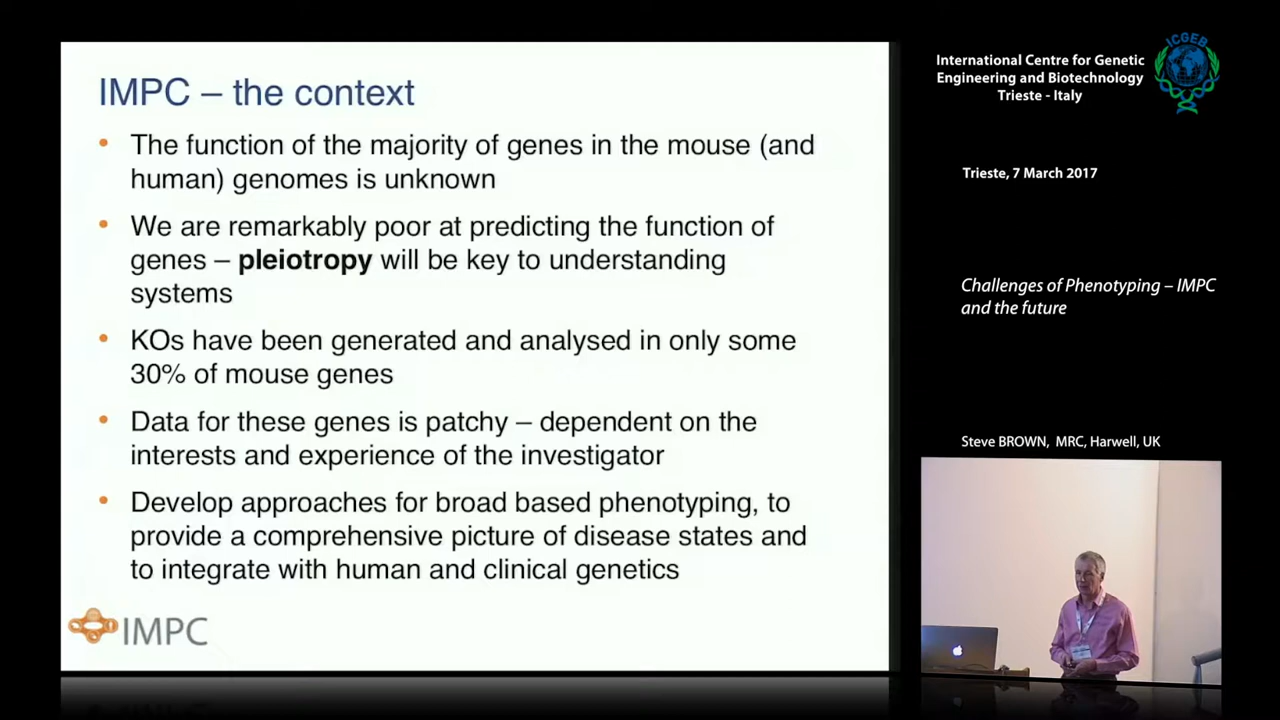 IMPC – the context
• The function of the majority of genes in the mouse (and
human) genomes is unknown
• We are remarkably poor at predicting the function of
genes – pleiotropy will be key to understanding
systems
• KOs have been generated and analysed in only some
30% of mouse genes
• Data for these genes is patchy – dependent on the
interests and experience of the investigator
• Develop approaches for broad based phenotyping, to
provide a comprehensive picture of disease states and
to integrate with human and clinical genetics
IMPC
International Centre for Genetic
Engineering and Biotechnology
Trieste - Italy
ICGEB
Trieste, 7 March 2017
Challenges of Phenotyping – IMPC
and the future
Steve BROWN, MRC, Harwell, UK